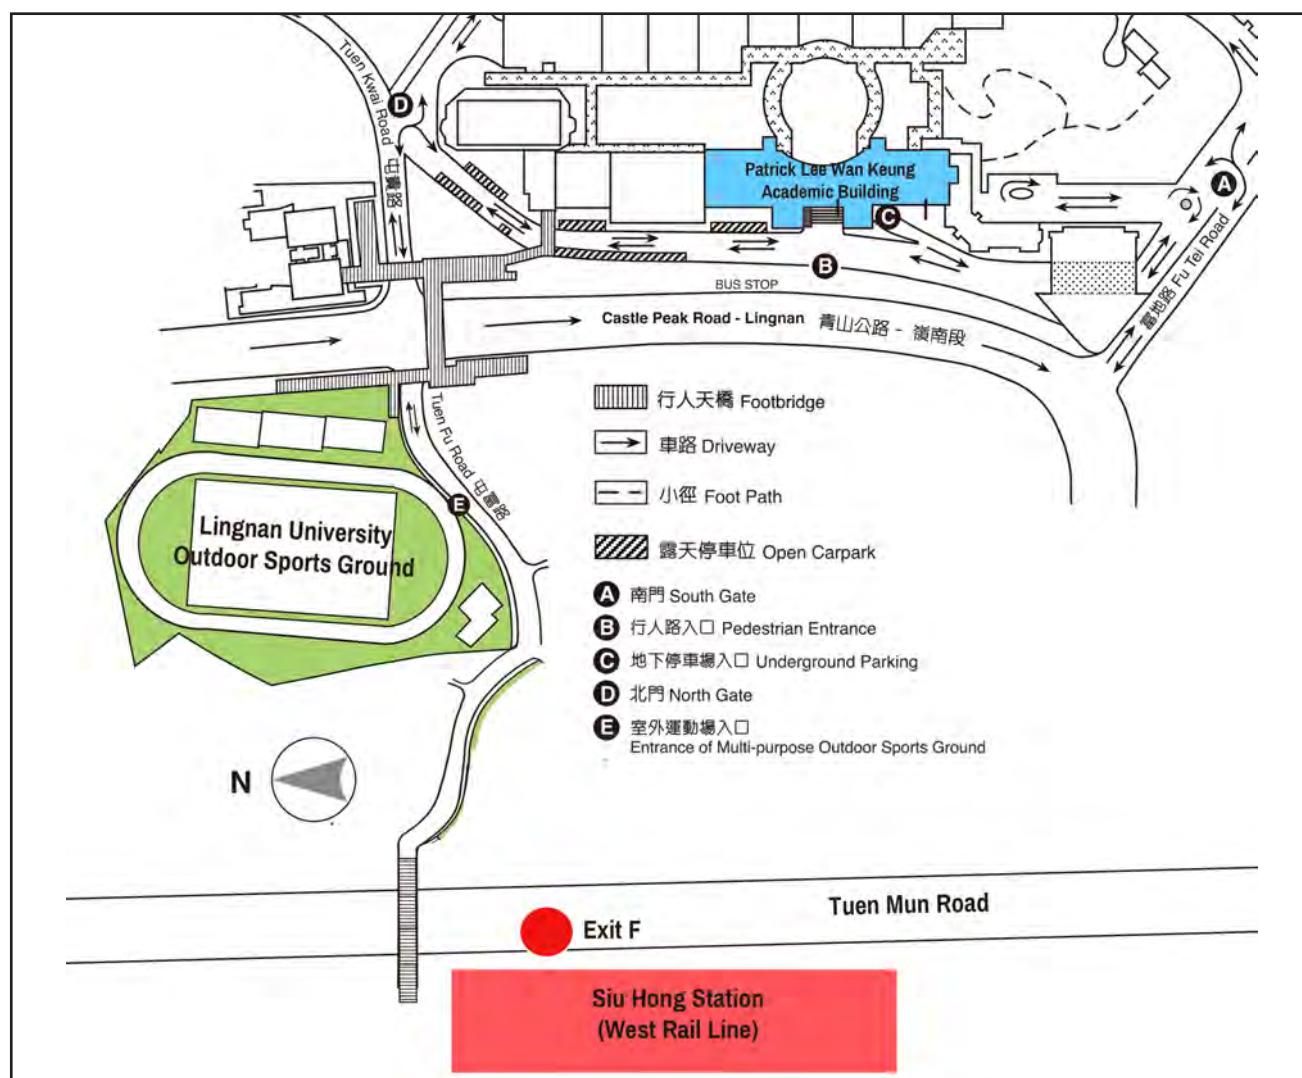 Tuen Kwai Road 屯貴路
D
Patrick Lee Wan Keung
Academic Building
A
C
B
BUS STOP
富地路 Fu Tei Road
Castle Peak Road - Lingnan 青山公路 - 嶺南段
Tuen Fu Road 屯富路
E
Lingnan University
Outdoor Sports Ground
行人天橋 Footbridge
車路 Driveway
小徑 Foot Path
露天停車位 Open Carpark
A 南門 South Gate
B 行人路入口 Pedestrian Entrance
C 地下停車場入口 Underground Parking
D 北門 North Gate
E 室外運動場入口
Entrance of Multi-purpose Outdoor Sports Ground
N
Tuen Mun Road
Exit F
Siu Hong Station
(West Rail Line)